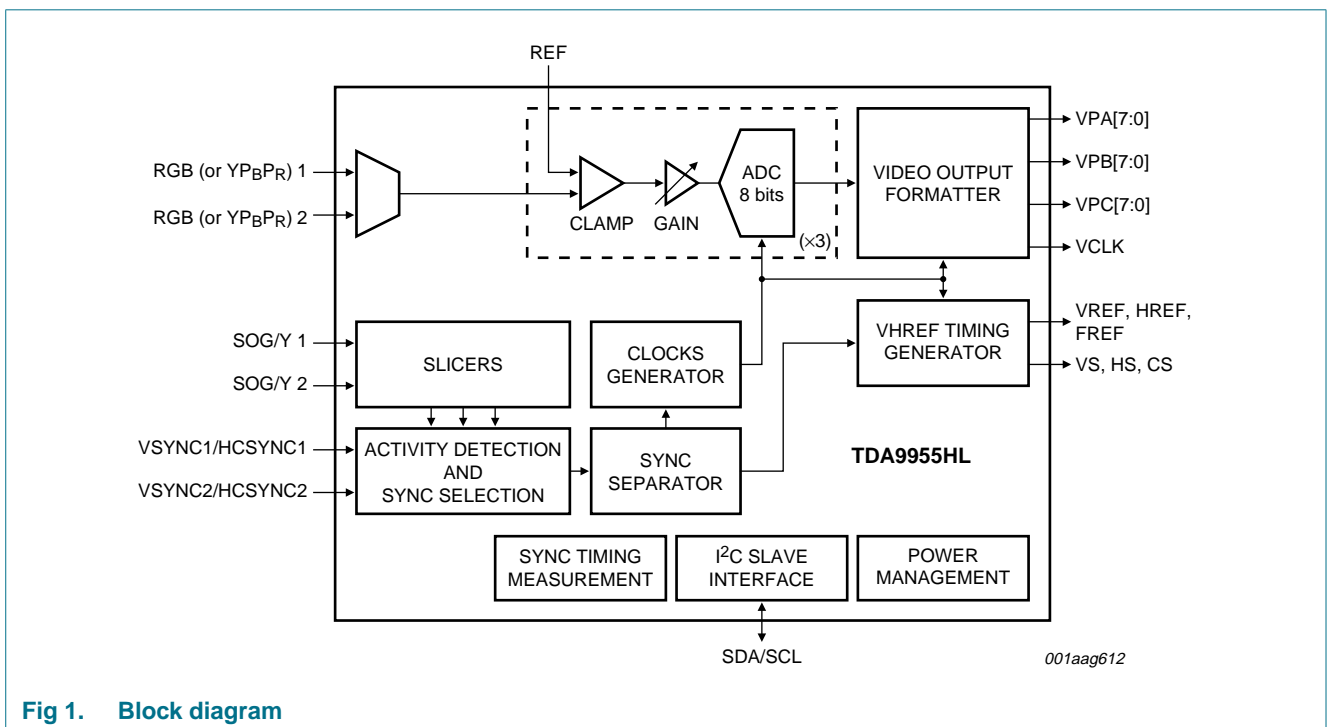 REF
RGB (or YPBPR) 1
RGB (or YPBPR) 2
CLAMP
GAIN
ADC
8 bits
(×3)
VIDEO OUTPUT
FORMATTER
VPA[7:0]
VPB[7:0]
VPC[7:0]
VCLK
SOG/Y 1
SOG/Y 2
SLICERS
CLOCKS
GENERATOR
VHREF TIMING
GENERATOR
VREF, HREF,
FREF
VS, HS, CS
VSYNC1/HCSYNC1
VSYNC2/HCSYNC2
ACTIVITY DETECTION
AND
SYNC SELECTION
SYNC
SEPARATOR
TDA9955HL
SYNC TIMING
MEASUREMENT
I²C SLAVE
INTERFACE
POWER
MANAGEMENT
SDA/SCL
001aag612
Fig 1. Block diagram